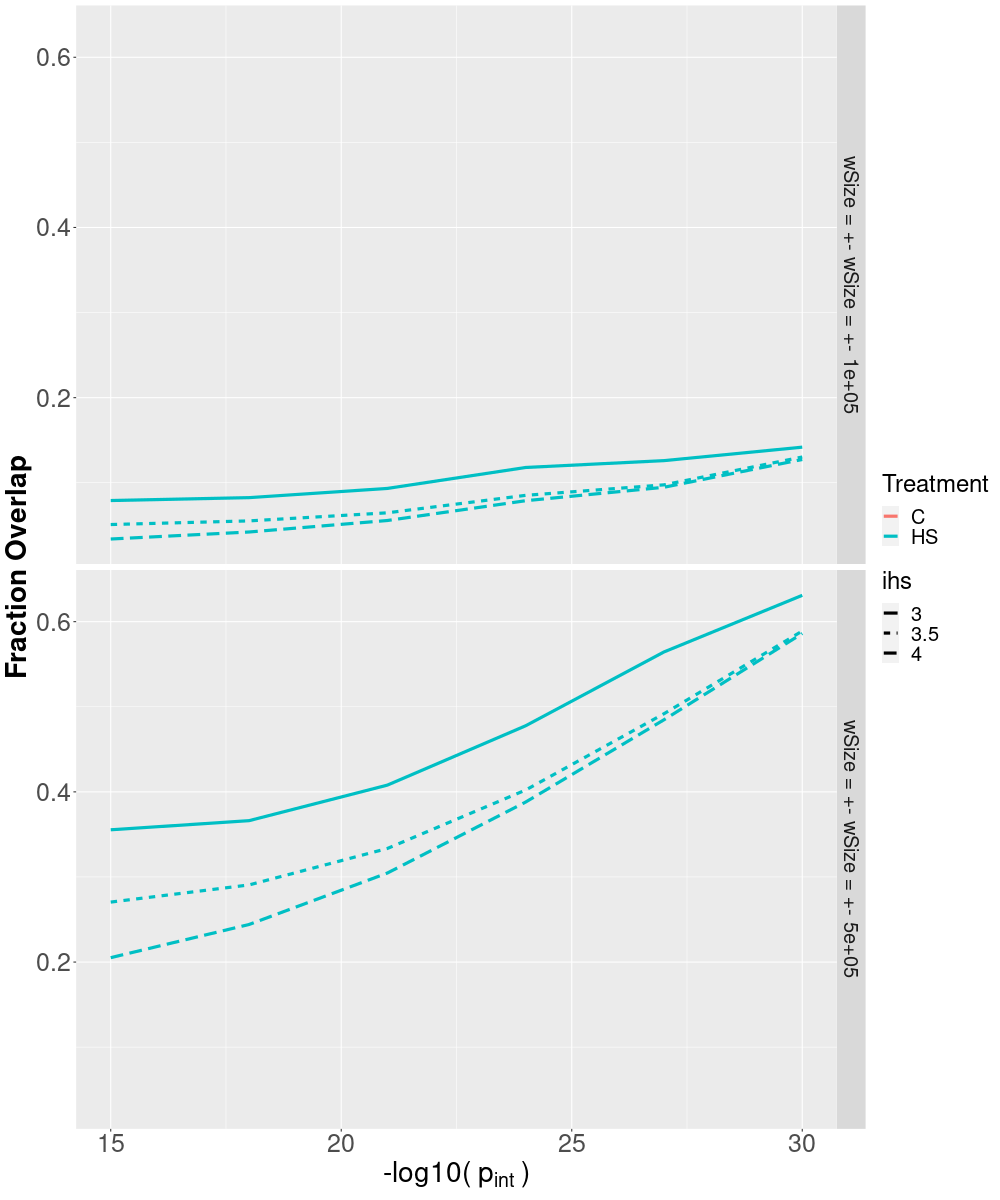 0.6
0.4
0.2
wSize = +- wSize = +- 1e+05
Fraction Overlap
0.6
0.4
0.2
wSize = +- wSize = +- 5e+05
15 20 25 30
-log10( pint )
Treatment
C
HS
ihs
3
3.5
4